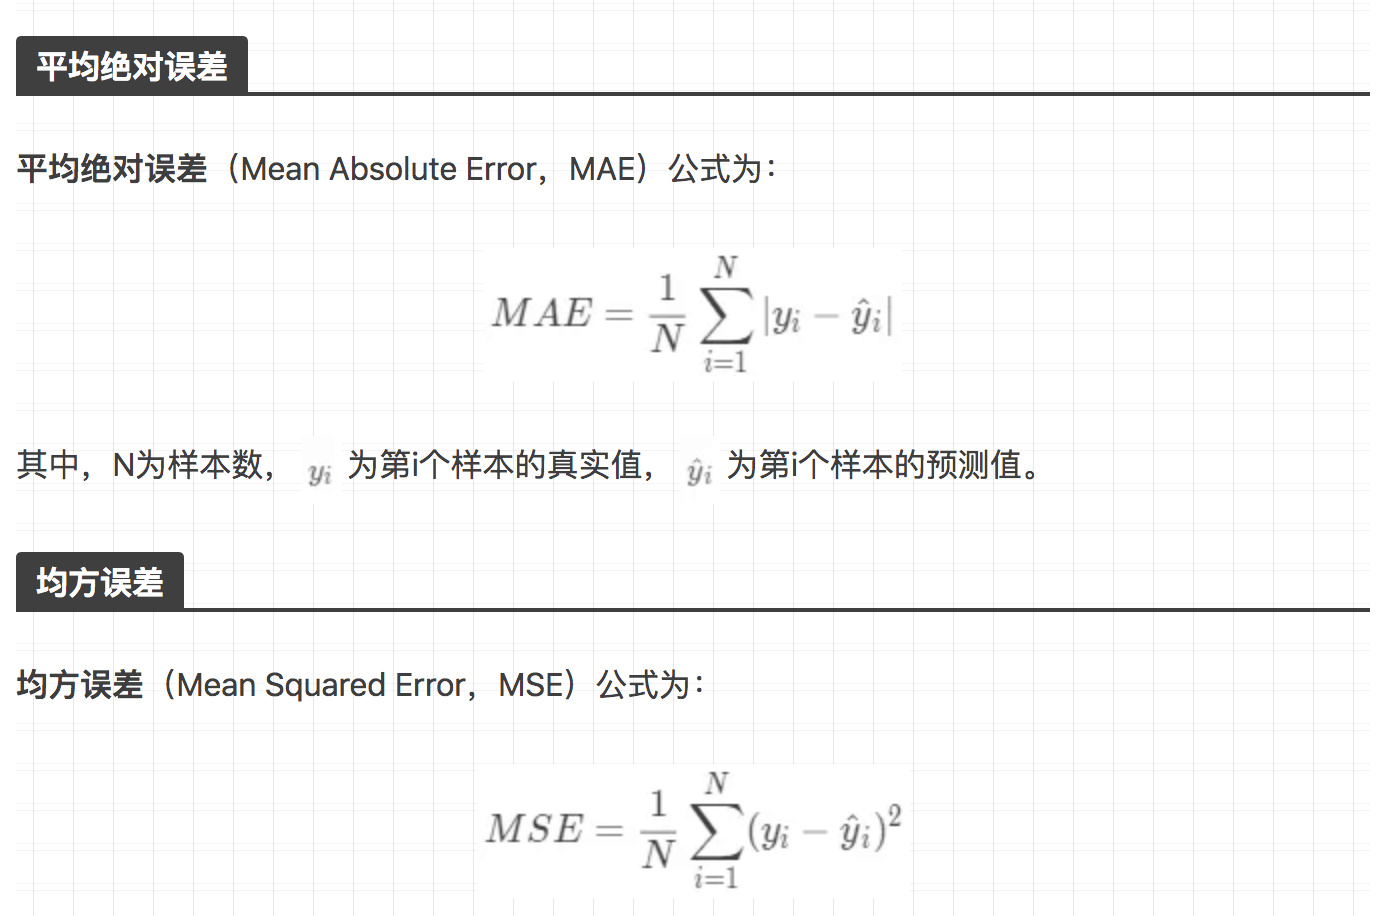 平均绝对误差
平均绝对误差（Mean Absolute Error，MAE）公式为：
$MAE = \frac{1}{N} \sum_{i=1}^{N} |y_i - \hat{y}_i|$
其中，N为样本数， $y_i$ 为第i个样本的真实值， $\hat{y}_i$ 为第i个样本的预测值。
均方误差
均方误差（Mean Squared Error，MSE）公式为：
$MSE = \frac{1}{N} \sum_{i=1}^{N} (y_i - \hat{y}_i)^2$